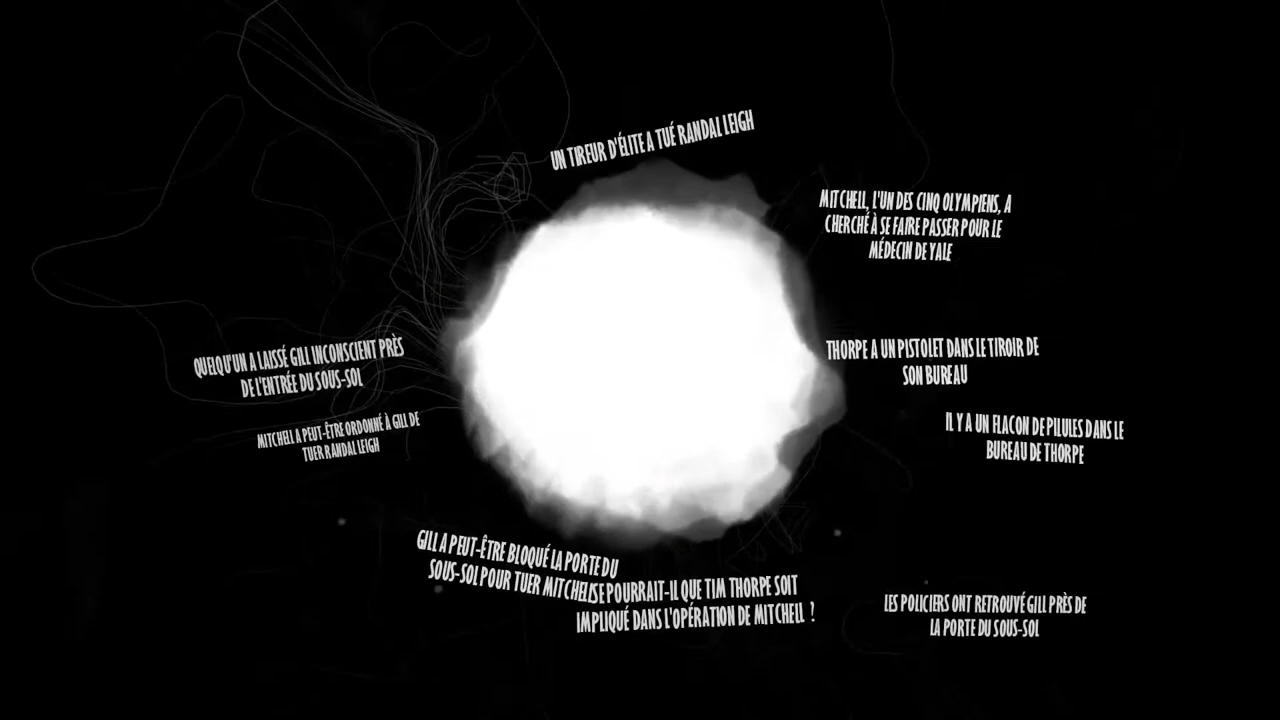 UN TIREUR D'ÉLITE A TUÉ RANDAL LEIGH
MITCHELL, L'UN DES CINQ OLYMPIENS, A
CHERCHÉ À SE FAIRE PASSER POUR LE
MÉDECIN DE YALE
QUELQU'UN A LAISSÉ GILL INCONSCIENT PRÈS
DE L'ENTRÉE DU SOUS-SOL
THORPE A UN PISTOLET DANS LE TIROIR DE
SON BUREAU
MITCHELL A PEUT-ÊTRE ORDONNÉ À GILL DE
TUER RANDAL LEIGH
IL Y A UN FLACON DE PILULES DANS LE
BUREAU DE THORPE
GILL A PEUT-ÊTRE BLOQUÉ LA PORTE DU
SOUS-SOL POUR TUER
SE POURRAIT-IL QUE TIM THORPE SOIT
IMPLIQUÉ DANS L'OPÉRATION DE MITCHELL ?
LES POLICIERS ONT RETROUVÉ GILL PRÈS DE
LA PORTE DU SOUS-SOL